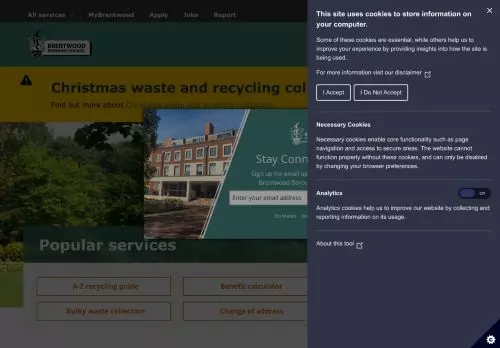 All services
MyBrentwood
Apply
Jobs
Report
BRENTWOOD
BOROUGH COUNCIL
Christmas waste and recycling col
Find out more about Christmas waste and recycling collections
Stay Conn
Sign up for email up
Brentwood Boro
Enter your email address
No thanks
Popular services
A-Z recycling guide
Benefit calculator
Bulky waste collection
Change of address
This site uses cookies to store information on
your computer.
Some of these cookies are essential, while others help us to
improve your experience by providing insights into how the site is
being used.
For more information visit our disclaimer
I Accept
I Do Not Accept
Necessary Cookies
Necessary cookies enable core functionality such as page
navigation and access to secure areas. The website cannot
function properly without these cookies, and can only be disabled
by changing your browser preferences.
Analytics
Off
Analytics cookies help us to improve our website by collecting and
reporting information on its usage.
About this tool